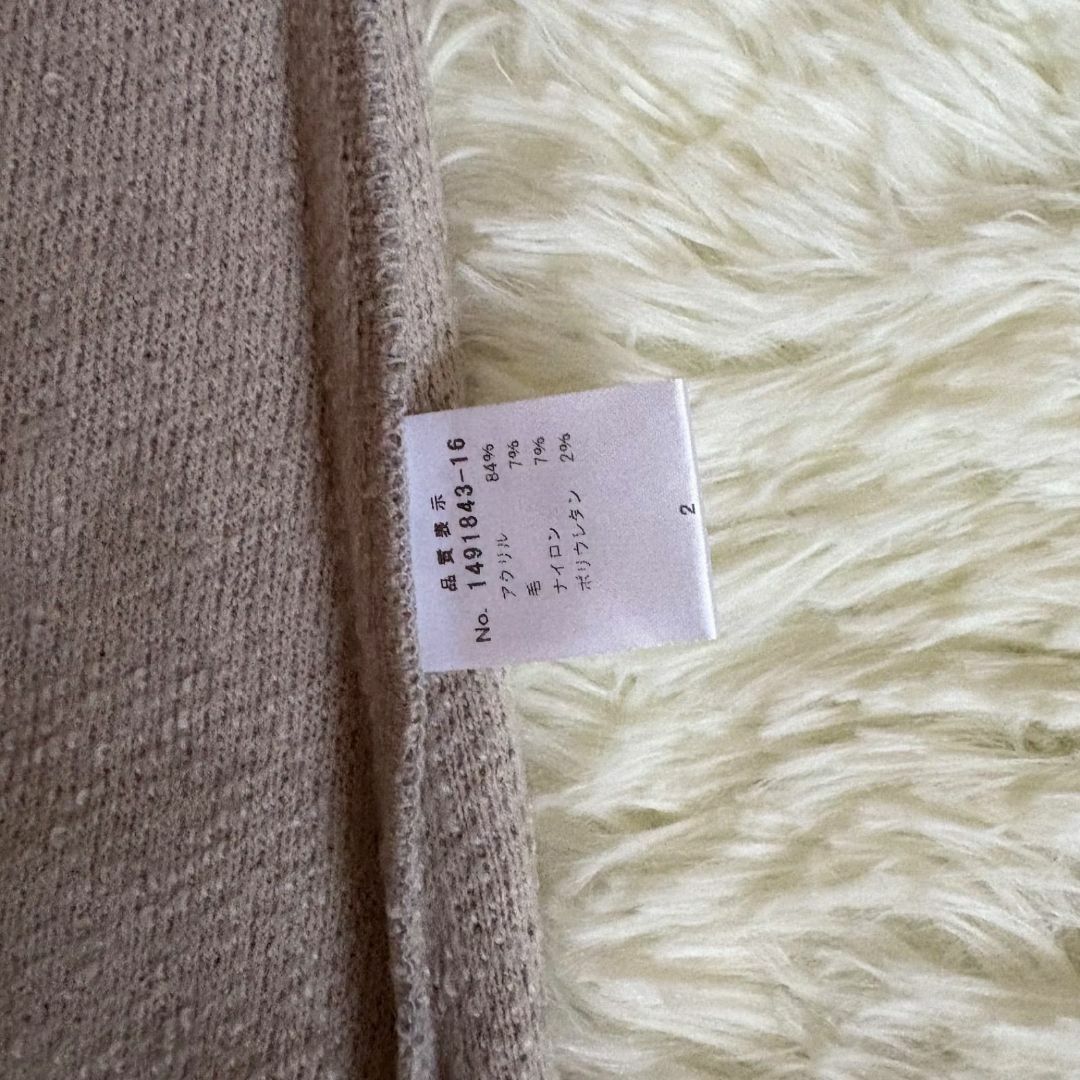 品質表示
No. 1491843-16
アクリル 84%
毛 7%
ナイロン 7%
ポリウレタン 2%
2